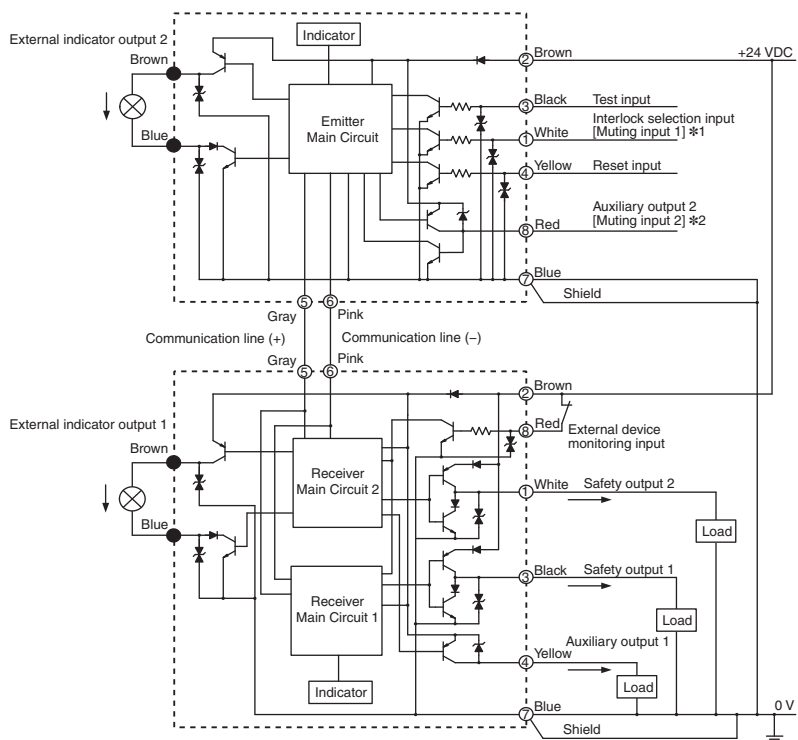 External indicator output 2
Brown
Blue
Indicator
Emitter
Main Circuit
② Brown
+24 VDC
③ Black Test input
① White Interlock selection input
[Muting input 1] ✱1
④ Yellow Reset input
⑧ Red Auxiliary output 2
[Muting input 2] ✱2
⑦ Blue
Shield
⑤ ⑥
Gray Pink
Communication line (+) Communication line (−)
Gray Pink
⑤ ⑥
External indicator output 1
Brown
Blue
Receiver
Main Circuit 2
Receiver
Main Circuit 1
Indicator
② Brown
⑧ Red
External device
monitoring input
① White Safety output 2
Load
③ Black Safety output 1
Load
④ Yellow Auxiliary output 1
Load
⑦ Blue
0 V
Shield